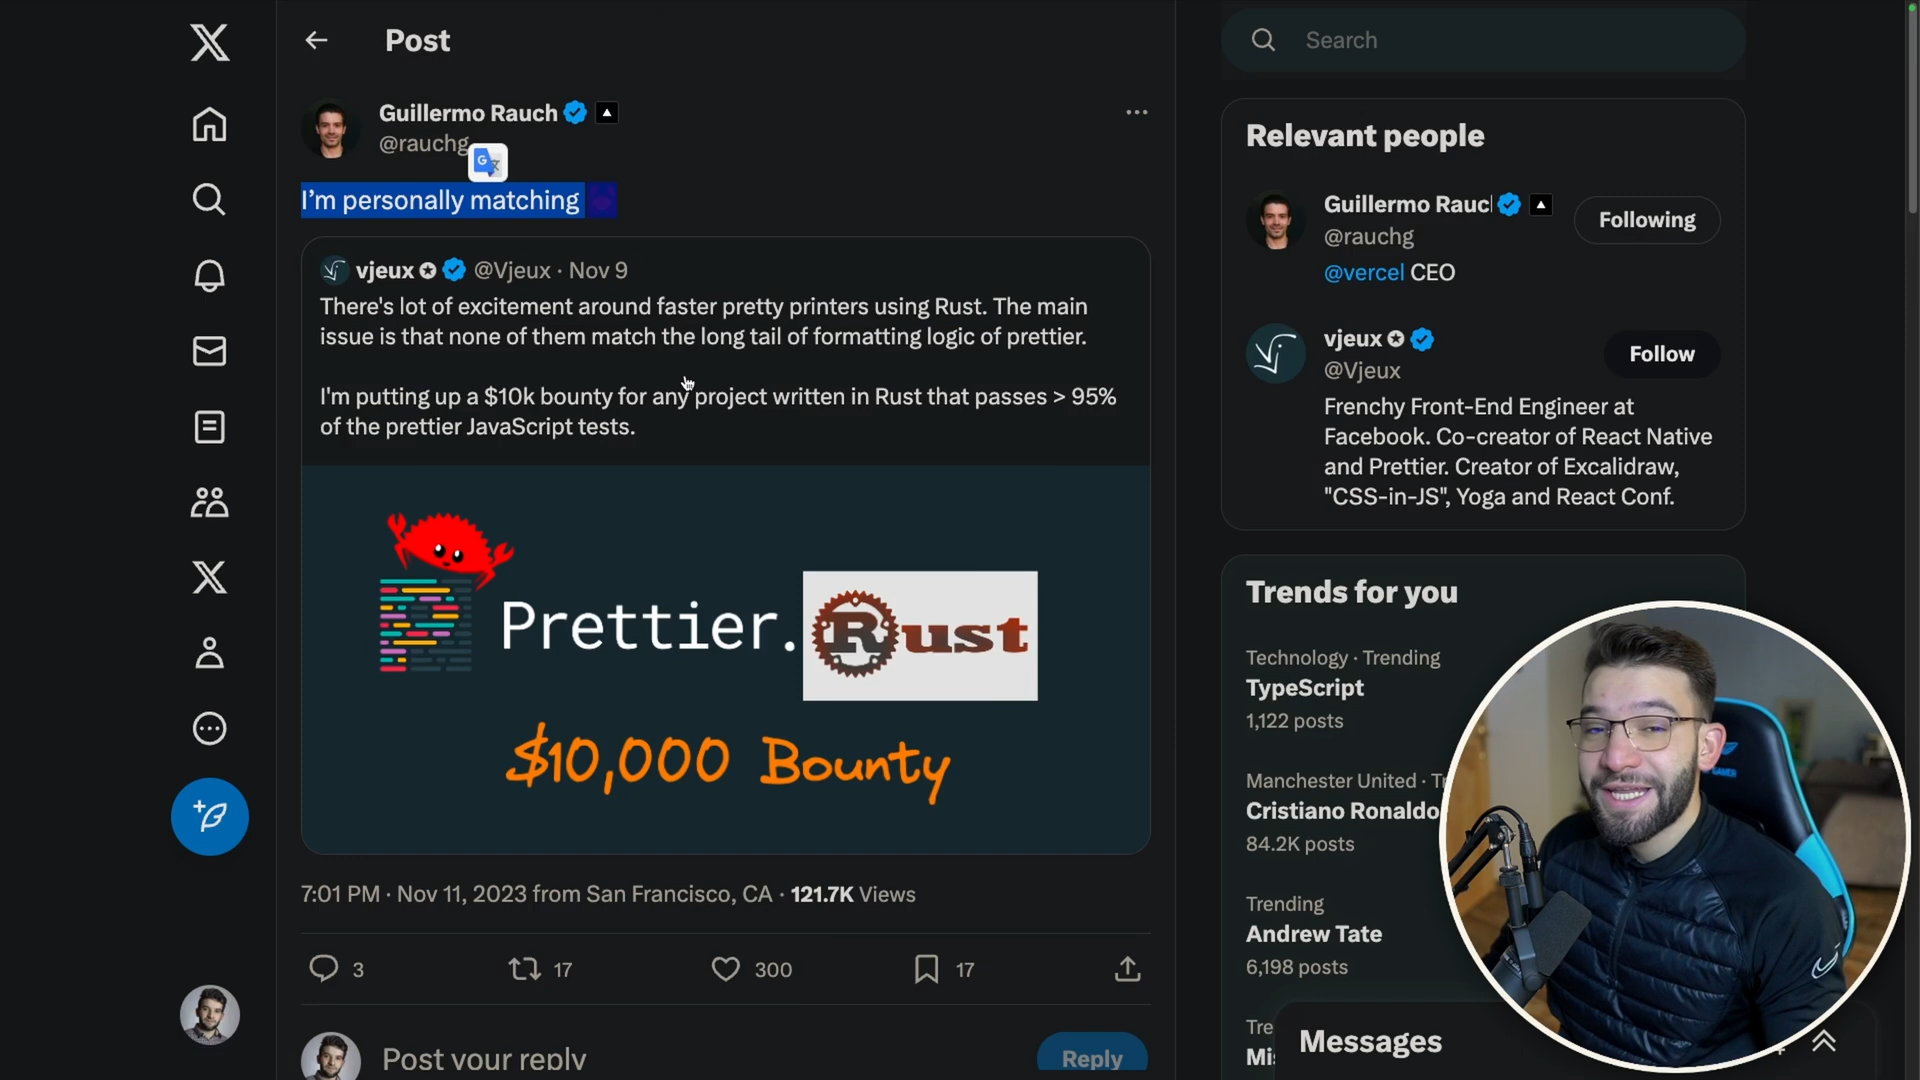 Post
Search
Guillermo Rauch
@rauchg
I'm personally matching
vjeux @Vjeux · Nov 9
There's lot of excitement around faster pretty printers using Rust. The main
issue is that none of them match the long tail of formatting logic of prettier.
I'm putting up a $10k bounty for any project written in Rust that passes > 95%
of the prettier JavaScript tests.
Prettier.
Rust
$10,000 Bounty
7:01 PM · Nov 11, 2023 from San Francisco, CA · 121.7K Views
3
17
300
17
Post your reply
Reply
Relevant people
Guillermo Rauc
@rauchg
Following
@vercel CEO
vjeux
@Vjeux
Follow
Frenchy Front-End Engineer at
Facebook. Co-creator of React Native
and Prettier. Creator of Excalidraw,
"CSS-in-JS", Yoga and React Conf.
Trends for you
Technology · Trending
TypeScript
1,122 posts
Manchester United · T
Cristiano Ronaldo
84.2K posts
Trending
Andrew Tate
6,198 posts
Tre
Mi
Messages